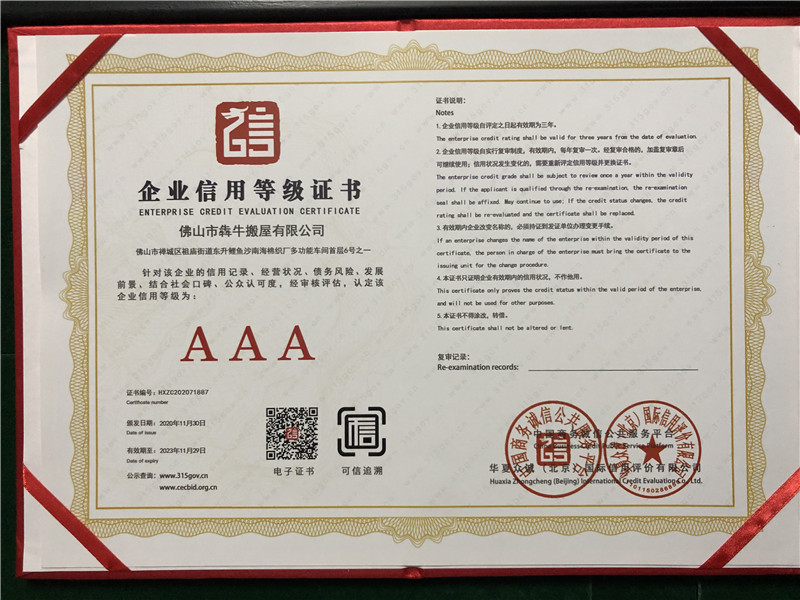 信
企业信用等级证书
ENTERPRISE CREDIT EVALUATION CERTIFICATE
佛山市犇牛搬屋有限公司
佛山市禅城区祖庙街道东升鲤鱼沙南海棉织厂多功能车间首层6号之一
针对该企业的信用记录、经营状况、债务风险、发展
前景、结合社会口碑、公众认可度，经审核评估，认定该
企业信用等级为：
AAA
证书编号：HXZC202071887
Certificate number
颁发日期：2020年11月30日
Date of issue
有效期至：2023年11月29日
Date of expiry
公示查询：www.315gov.cn
www.cecbid.org.cn
电子证书
信
可信追溯
证书说明：
Notes
1. 企业信用等级自评定之日起有效期为三年。
The enterprise credit rating shall be valid for three years from the date of evaluation.
2. 企业信用等级自实行复审制度，有效期内，每年复审一次。经复审合格的，加盖复审章后
可继续使用；信用状况发生变化的，需要重新评定信用等级并更换证书。
The enterprise credit grade shall be subject to review once a year within the validity
period. If the applicant is qualified through the re-examination, the re-examination
seal shall be affixed. May continue to use; If the credit status changes, the credit
rating shall be re-evaluated and the certificate shall be replaced.
3. 有效期内企业改变名称的，必须持证到发证单位办理变更手续。
If an enterprise changes the name of the enterprise within the validity period of this
certificate, the person in charge of the enterprise must bring the certificate to the
issuing unit for the change procedure.
4. 本证书只证明企业有效期内的信用状况，不作他用。
This certificate only proves the credit status within the valid period of the enterprise,
and will not be used for other purposes.
5. 本证书不得涂改，转借。
This certificate shall not be altered or lent.
复审记录：
Re-examination records:
中国商务诚信公共服务平台
华夏众诚（北京）国际信用评价有限公司
Huaxia Zhongcheng (Beijing) International Credit Evaluation Co., Ltd.